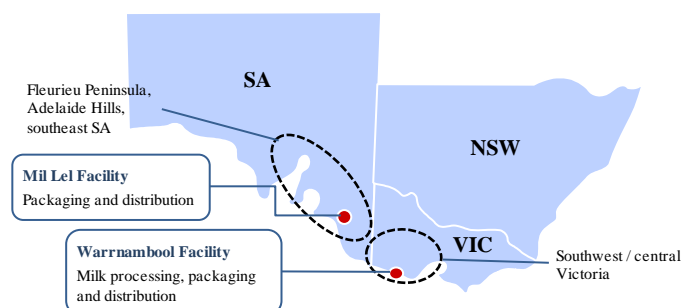 SA
Fleurieu Peninsula,
Adelaide Hills,
southeast SA
NSW
Mil Lel Facility
Packaging and distribution
VIC
Warrnambool Facility
Milk processing, packaging
and distribution
Southwest / central
Victoria